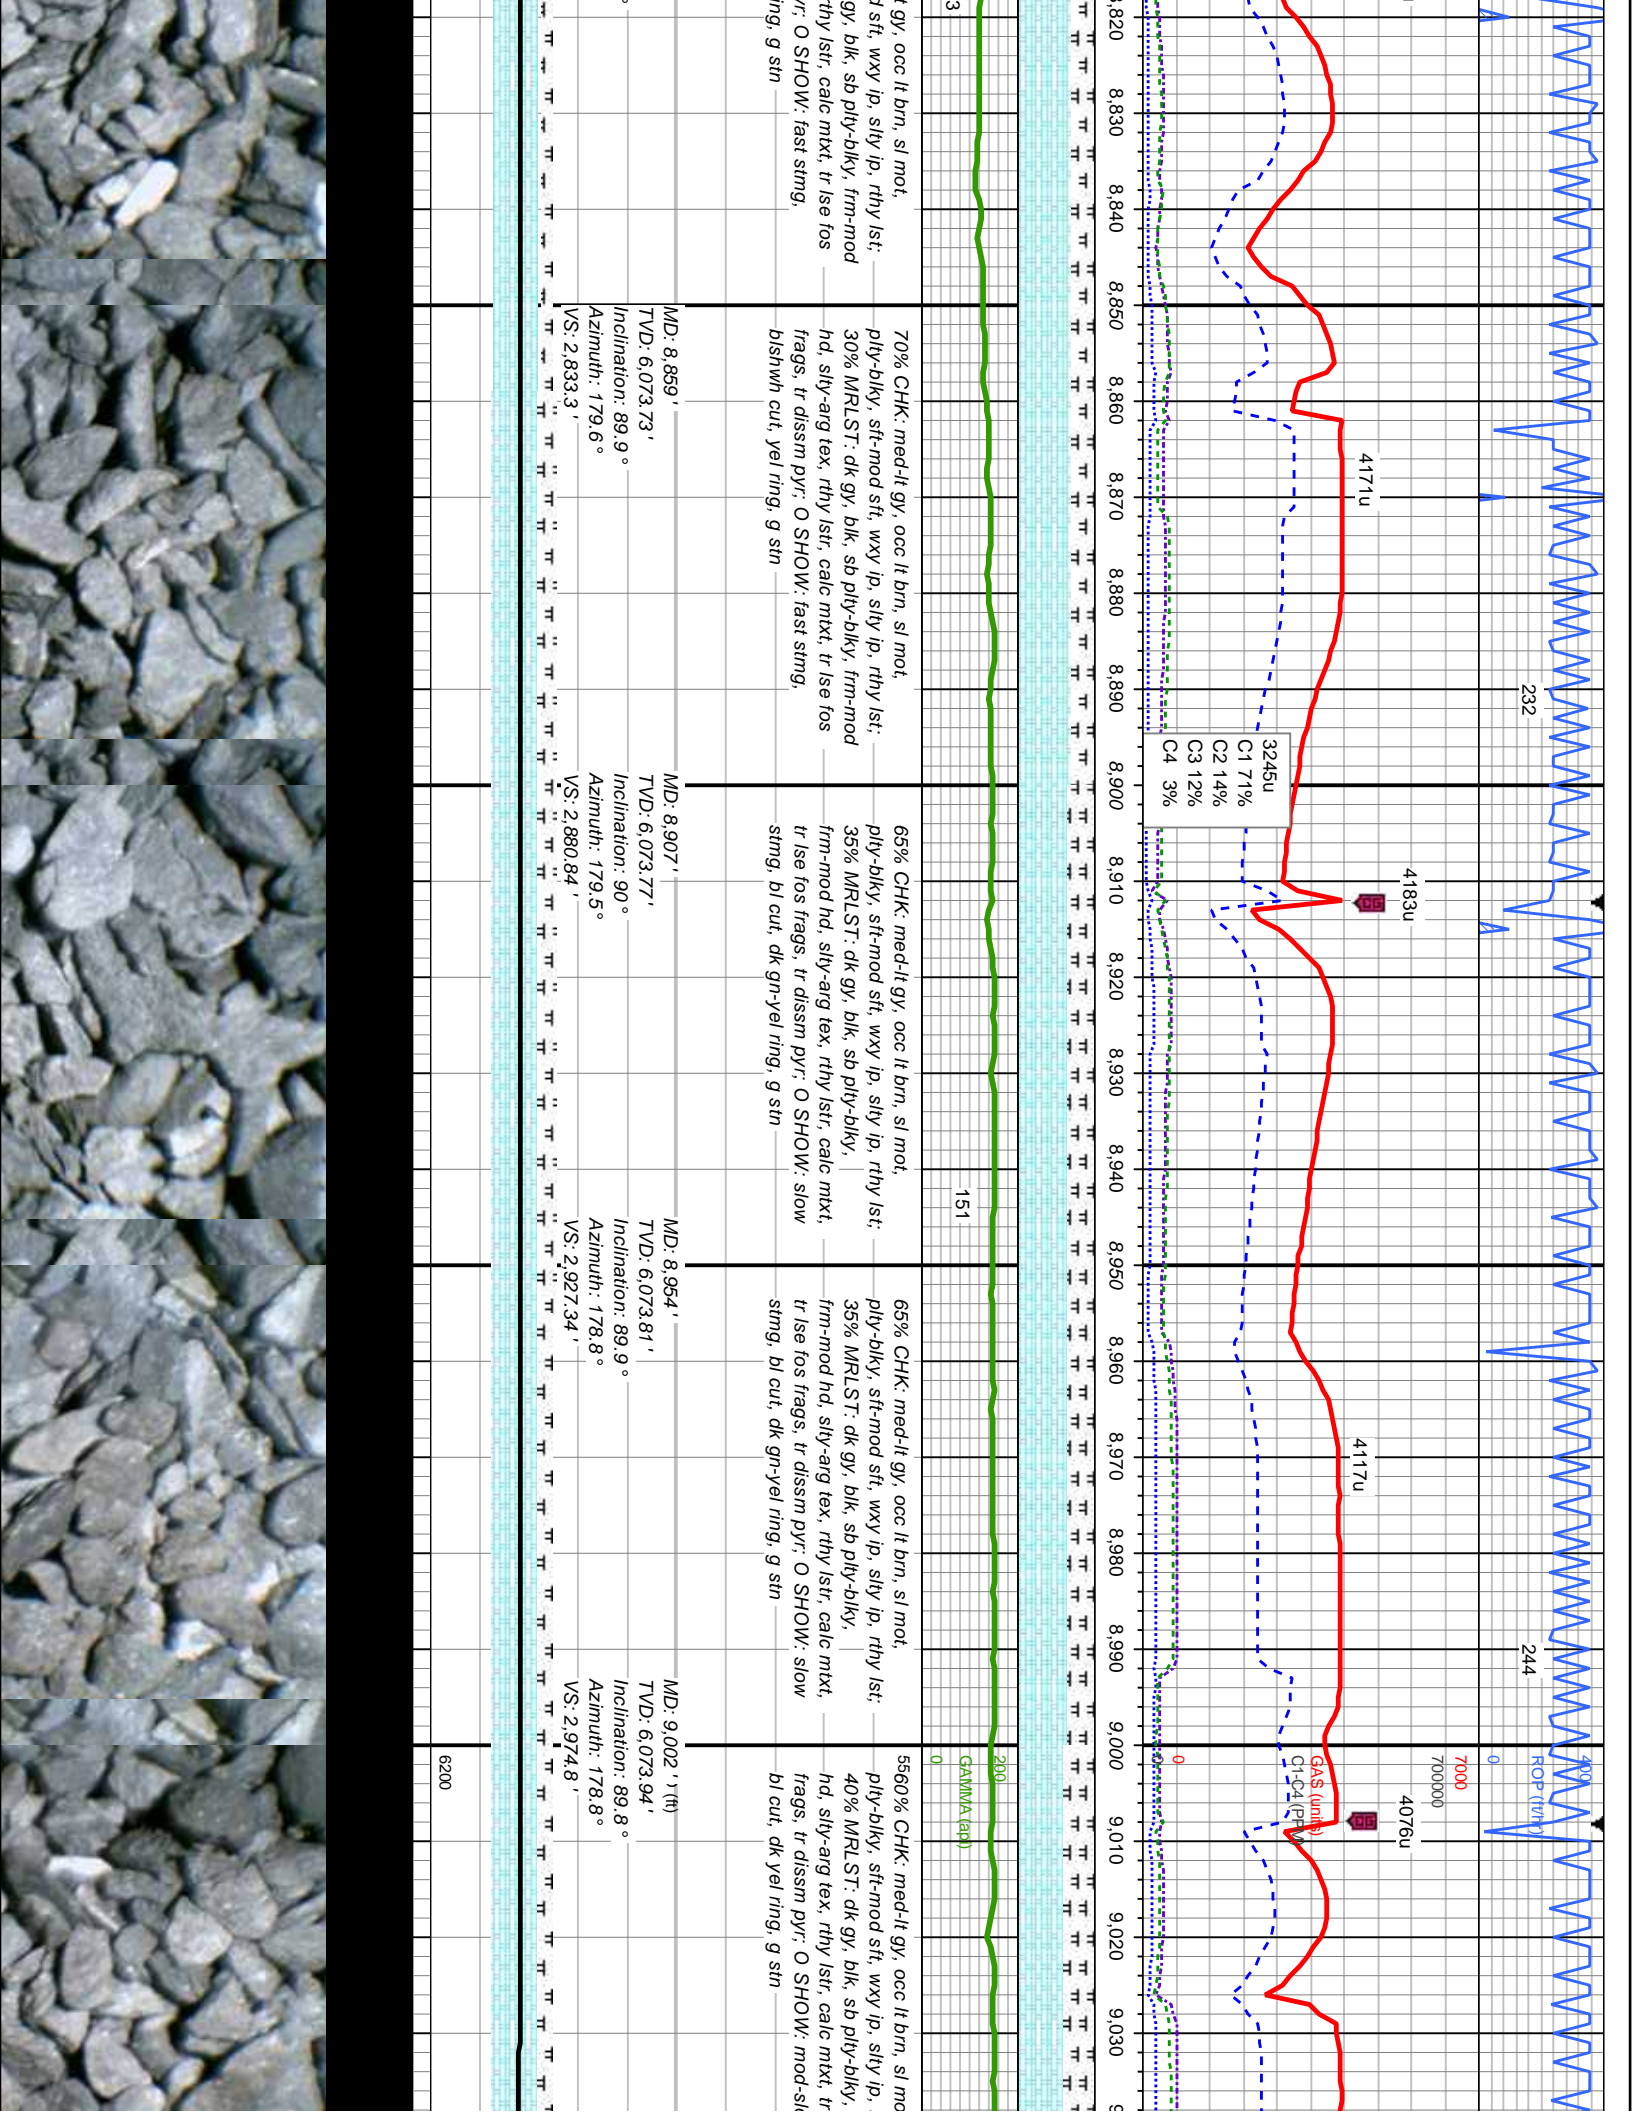 t gy, occ lt brn, sl mot,
d sft, wxy ip, slty ip, rthy lst;
gy, blk, sb plty-blky, frm-mod
rthy lstr, calc mtxt, tr lse fos
yr; O SHOW: fast stmg,
g, g stn
70% CHK: med-lt gy, occ lt brn, sl mot,
plty-blky, sft-mod sft, wxy ip, slty ip, rthy lst;
30% MRLST: dk gy, blk, sb plty-blky, frm-mod
hd, slty-arg tex, rthy lstr, calc mtxt, tr lse fos
frags, tr dissm pyr; O SHOW: fast stmg,
blshwh cut, yel ring, g stn
65% CHK: med-lt gy, occ lt brn, sl mot,
plty-blky, sft-mod sft, wxy ip, slty ip, rthy lst;
35% MRLST: dk gy, blk, sb plty-blky,
frm-mod hd, slty-arg tex, rthy lstr, calc mtxt,
tr lse fos frags, tr dissm pyr; O SHOW: slow
stmg, bl cut, dk gn-yel ring, g stn
65% CHK: med-lt gy, occ lt brn, sl mot,
plty-blky, sft-mod sft, wxy ip, slty ip, rthy lst;
35% MRLST: dk gy, blk, sb plty-blky,
frm-mod hd, slty-arg tex, rthy lstr, calc mtxt,
tr lse fos frags, tr dissm pyr; O SHOW: slow
stmg, bl cut, dk gn-yel ring, g stn
5560% CHK: med-lt gy, occ lt brn, sl mo
plty-blky, sft-mod sft, wxy ip, slty ip,
40% MRLST: dk gy, blk, sb plty-blky,
hd, slty-arg tex, rthy lstr, calc mtxt, tr
frags, tr dissm pyr; O SHOW: mod-slo
bl cut, dk yel ring, g stn
MD: 8,859 '
TVD: 6,073.73 '
Inclination: 89.9 °
Azimuth: 179.6 °
VS: 2,833.3 '
MD: 8,907 '
TVD: 6,073.77 '
Inclination: 90 °
Azimuth: 179.5 °
VS: 2,880.84 '
MD: 8,954 '
TVD: 6,073.81 '
Inclination: 89.9 °
Azimuth: 178.8 °
VS: 2,927.34 '
MD: 9,002 ' ) (ft)
TVD: 6,073.94 '
Inclination: 89.8 °
Azimuth: 178.8 °
VS: 2,974.8 '
6200
3
151
0
200
GAMMA (api)
8,820
8,830
8,840
8,850
8,860
8,870
8,880
8,890
8,900
8,910
8,920
8,930
8,940
8,950
8,960
8,970
8,980
8,990
9,000
9,010
9,020
9,030
4171u
3245u
C1 71%
C2 14%
C3 12%
C4 3%
4183u
4117u
4076u
232
244
0
400
ROP (ft/hr)
7000
700000
GAS (units)
C1-C4 (PPM)
0